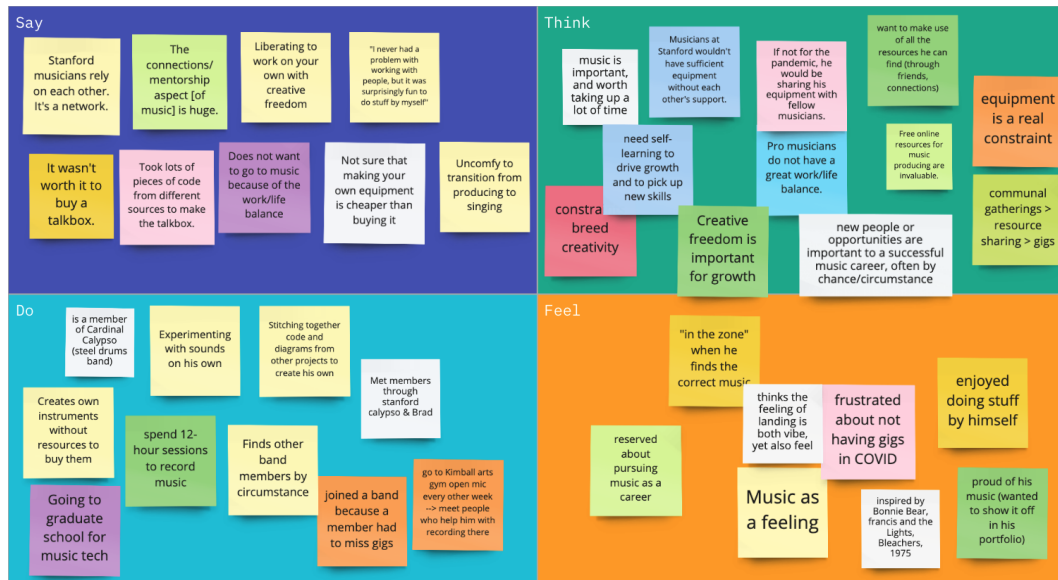 Say
Stanford
musicians rely
on each other.
It's a network.
The
connections/
mentorship
aspect [of
music] is huge.
Liberating to
work on your
own with
creative
freedom
"I never had a
problem with
working with
people, but it was
surprisingly fun to
do stuff by myself"
It wasn't
worth it to
buy a
talkbox.
Took lots of
pieces of code
from different
sources to make
the talkbox.
Does not want
to go to music
because of the
work/life
balance
Not sure that
making your
own equipment
is cheaper than
buying it
Uncomfy to
transition from
producing to
singing
Think
music is
important,
and worth
taking up a
lot of time
Musicians at
Stanford wouldn't
have sufficient
equipment
without each
other's support.
If not for the
pandemic, he
would be
sharing his
equipment with
fellow
musicians.
want to make use
of all the
resources he can
find (through
friends,
connections)
equipment
is a real
constraint
need self-
learning to
drive growth
and to pick up
new skills
Pro musicians
do not have a
great work/life
balance.
Free online
resources for
music
producing are
invaluable.
constra
breed
creativity
Creative
freedom is
important
for growth
new people or
opportunities are
important to a successful
music career, often by
chance/circumstance
communal
gatherings >
resource
sharing > gigs
Do
is a member
of Cardinal
Calypso
(steel drums
band)
Experimenting
with sounds
on his own
Stitching together
code and
diagrams from
other projects to
create his own
Met members
through
stanford
calypso & Brad
Creates own
instruments
without
resources to
buy them
spend 12-
hour sessions
to record
music
Finds other
band
members by
circumstance
Going to
graduate
school for
music tech
joined a band
because a
member had
to miss gigs
go to Kimball arts
gym open mic
every other week
--> meet people
who help him with
recording there
Feel
"in the zone"
when he
finds the
correct music
thinks the
feeling of
landing is
both vibe,
yet also feel
frustrated
about not
having gigs
in COVID
enjoyed
doing stuff
by himself
reserved
about
pursuing
music as a
career
Music as
a feeling
inspired by
Bonnie Bear,
francis and the
Lights,
Bleachers,
1975
proud of his
music (wanted
to show it off
in his
portfolio)